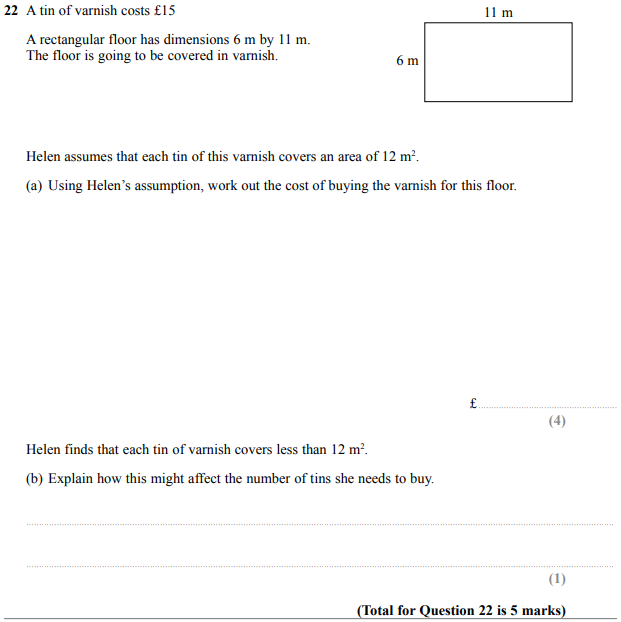 22 A tin of varnish costs £15
11 m
A rectangular floor has dimensions 6 m by 11 m.
The floor is going to be covered in varnish.
6 m
Helen assumes that each tin of this varnish covers an area of 12 m².
(a) Using Helen’s assumption, work out the cost of buying the varnish for this floor.
£
(4)
Helen finds that each tin of varnish covers less than 12 m².
(b) Explain how this might affect the number of tins she needs to buy.
(1)
(Total for Question 22 is 5 marks)